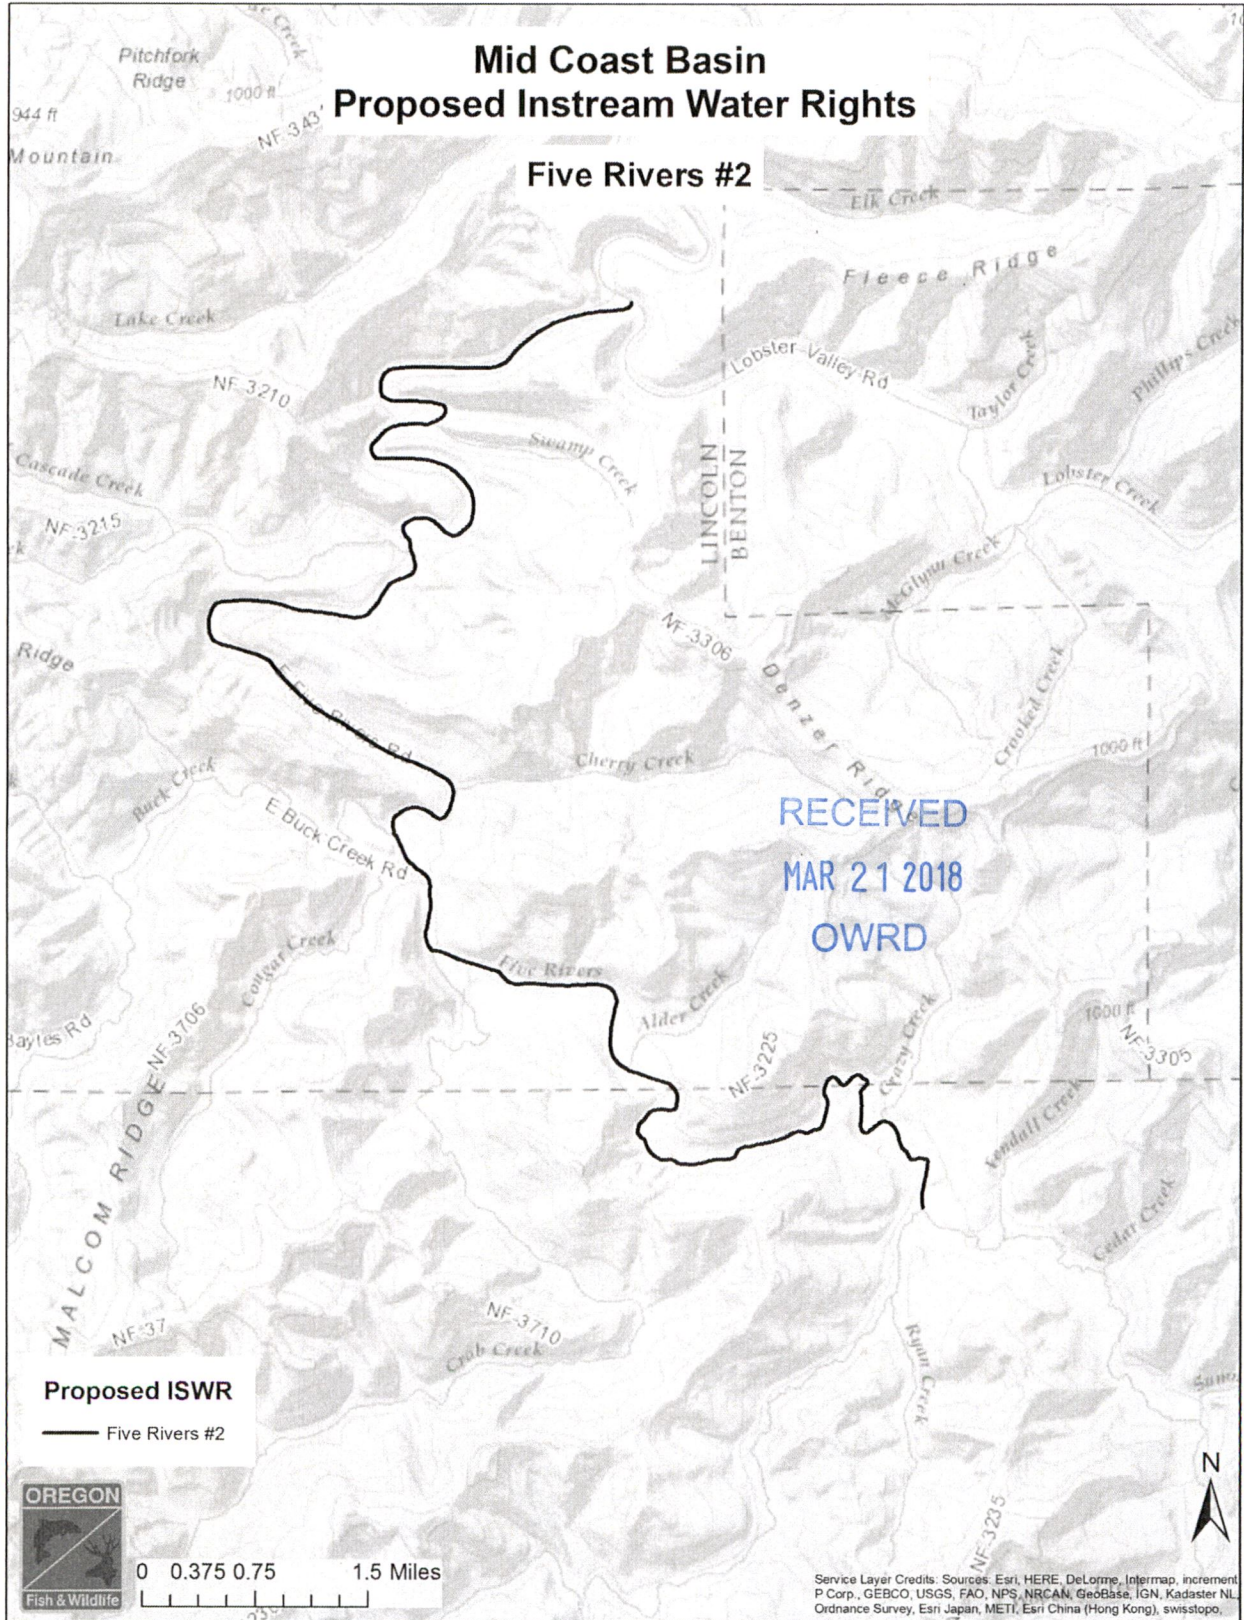 Mid Coast Basin
Proposed Instream Water Rights
Five Rivers #2
Pitchfork
Ridge
1000 ft
944 ft
NF-343
Mountain
Elk Creek
Fleece Ridge
Lake Creek
Lobster Valley Rd
Taylor Creek
Phillips Creek
NF-3210
Swamp Creek
Cascade Creek
LINCOLN
BENTON
Lobster Creek
NF-3215
McGlynn Creek
NF-3306
Ridge
Denzer Ridge
Crooked Creek
E Five Rivers Rd
1000 ft
Cherry Creek
Buck Creek
RECEIVED
E Buck Creek Rd
MAR 21 2018
OWRD
Cougar Creek
Five Rivers
Alder Creek
Crazy Creek
1000 ft
Bayles Rd
NF-3706
NF-3225
NF-3305
Kendall Creek
MALCOM RIDGE
Cedar Creek
NF-3710
NF-37
Crab Creek
Ryan Creek
Proposed ISWR
Five Rivers #2
N
OREGON
Fish & Wildlife
0 0.375 0.75 1.5 Miles
NF-3235
Service Layer Credits: Sources: Esri, HERE, DeLorme, Intermap, increment
P Corp., GEBCO, USGS, FAO, NPS, NRCAN, GeoBase, IGN, Kadaster NL,
Ordnance Survey, Esri Japan, METI, Esri China (Hong Kong), swisstopo,